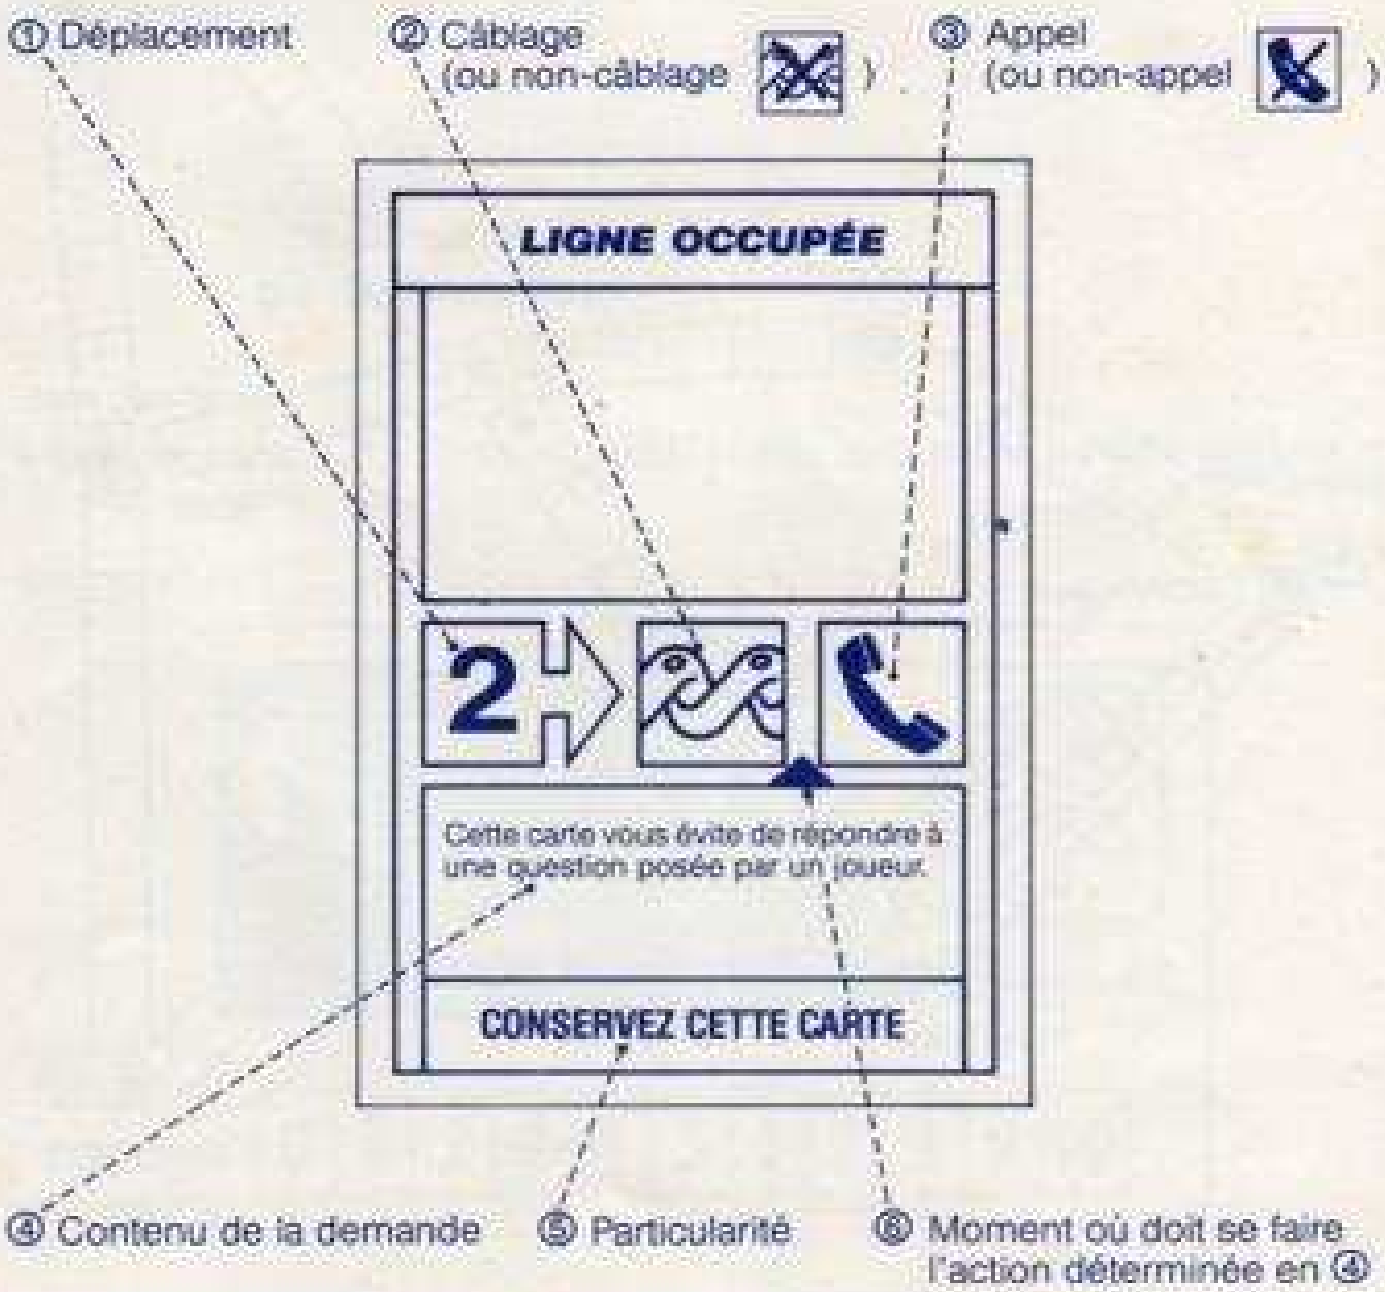 ① Déplacement
② Câblage
(ou non-câblage )
③ Appel
(ou non-appel )
LIGNE OCCUPÉE
2
Cette carte vous évite de répondre à
une question posée par un joueur.
CONSERVEZ CETTE CARTE
④ Contenu de la demande
⑤ Particularité
⑥ Moment où doit se faire
l'action déterminée en ④